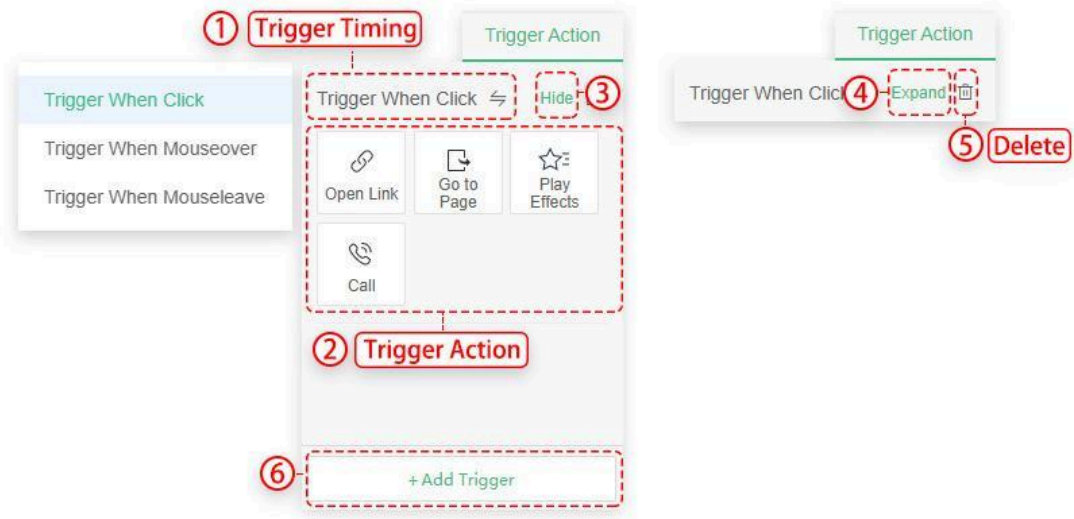 ① Trigger Timing
Trigger Action
Trigger When Click
Trigger When Mouseover
Trigger When Mouseleave
Trigger When Click
Hide
③
Open Link
Go to
Page
Play
Effects
Call
② Trigger Action
⑥
+ Add Trigger
Trigger Action
Trigger When Click
④
Expand
⑤ Delete